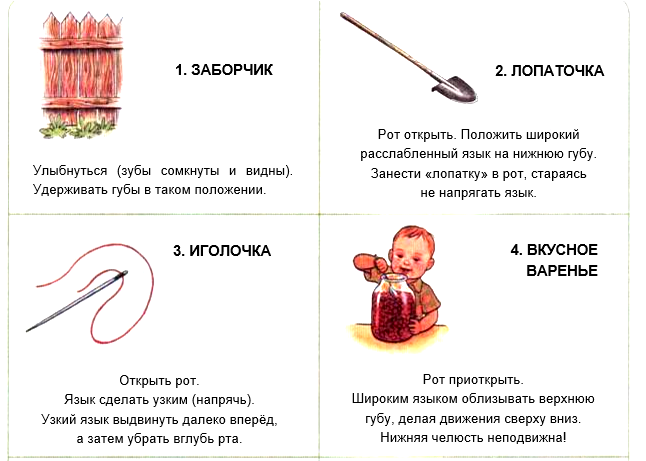 1. ЗАБОРЧИК
Улыбнуться (зубы сомкнуты и видны).
Удерживать губы в таком положении.
2. ЛОПАТОЧКА
Рот открыть. Положить широкий
расслабленный язык на нижнюю губу.
Занести «лопатку» в рот, стараясь
не напрягать язык.
3. ИГОЛОЧКА
Открыть рот.
Язык сделать узким (напрячь).
Узкий язык выдвинуть далеко вперёд,
а затем убрать вглубь рта.
4. ВКУСНОЕ
ВАРЕНЬЕ
Рот приоткрыть.
Широким языком облизывать верхнюю
губу, делая движения сверху вниз.
Нижняя челюсть неподвижна!